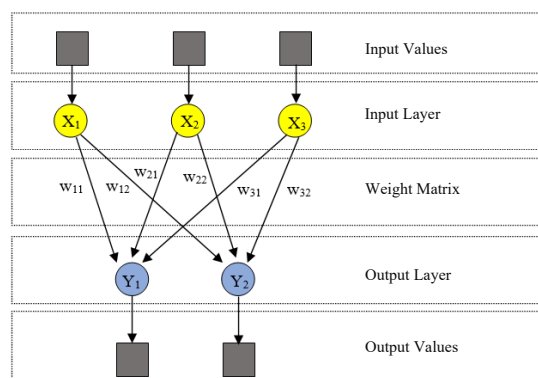 Input Values
X1 X2 X3 Input Layer
w11 w12 w21 w22 w31 w32 Weight Matrix
Y1 Y2 Output Layer
Output Values